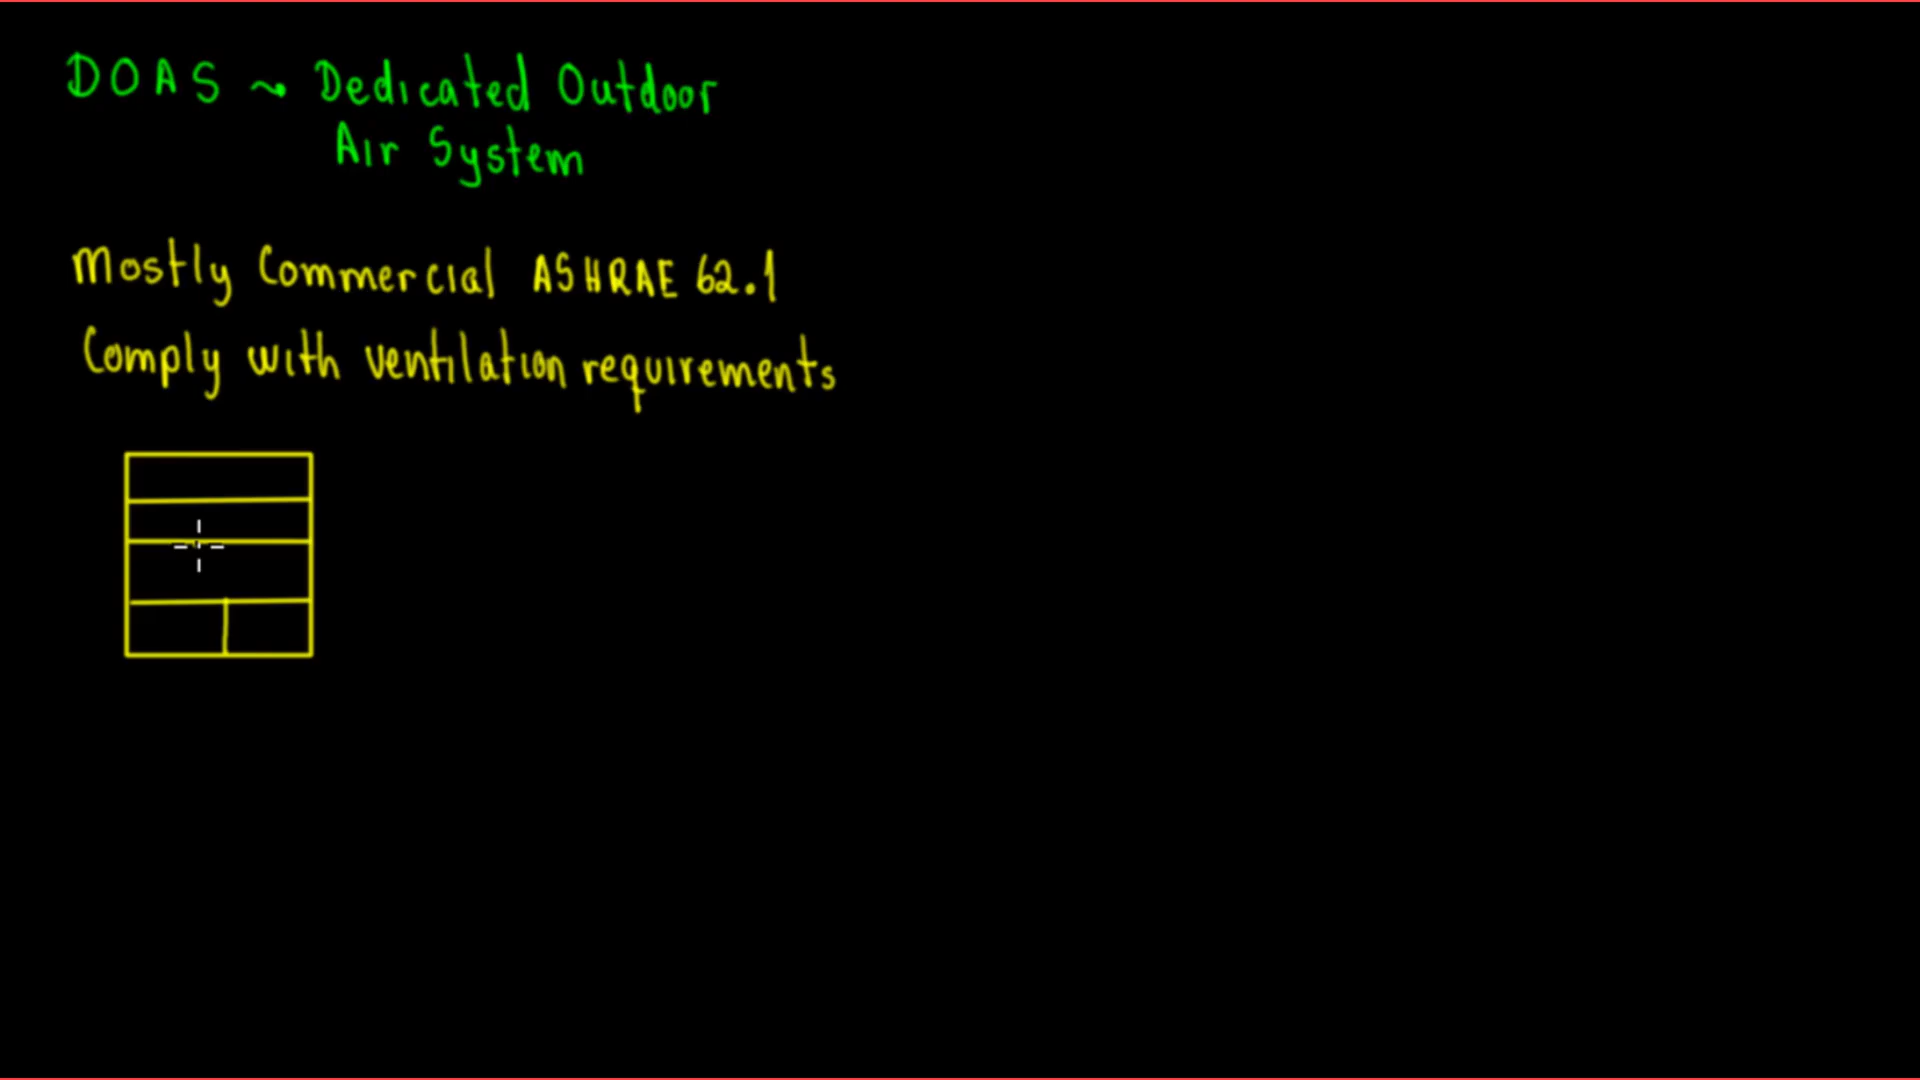 DOAS ~ Dedicated Outdoor
Air System
Mostly Commercial ASHRAE 62.1
Comply with ventilation requirements